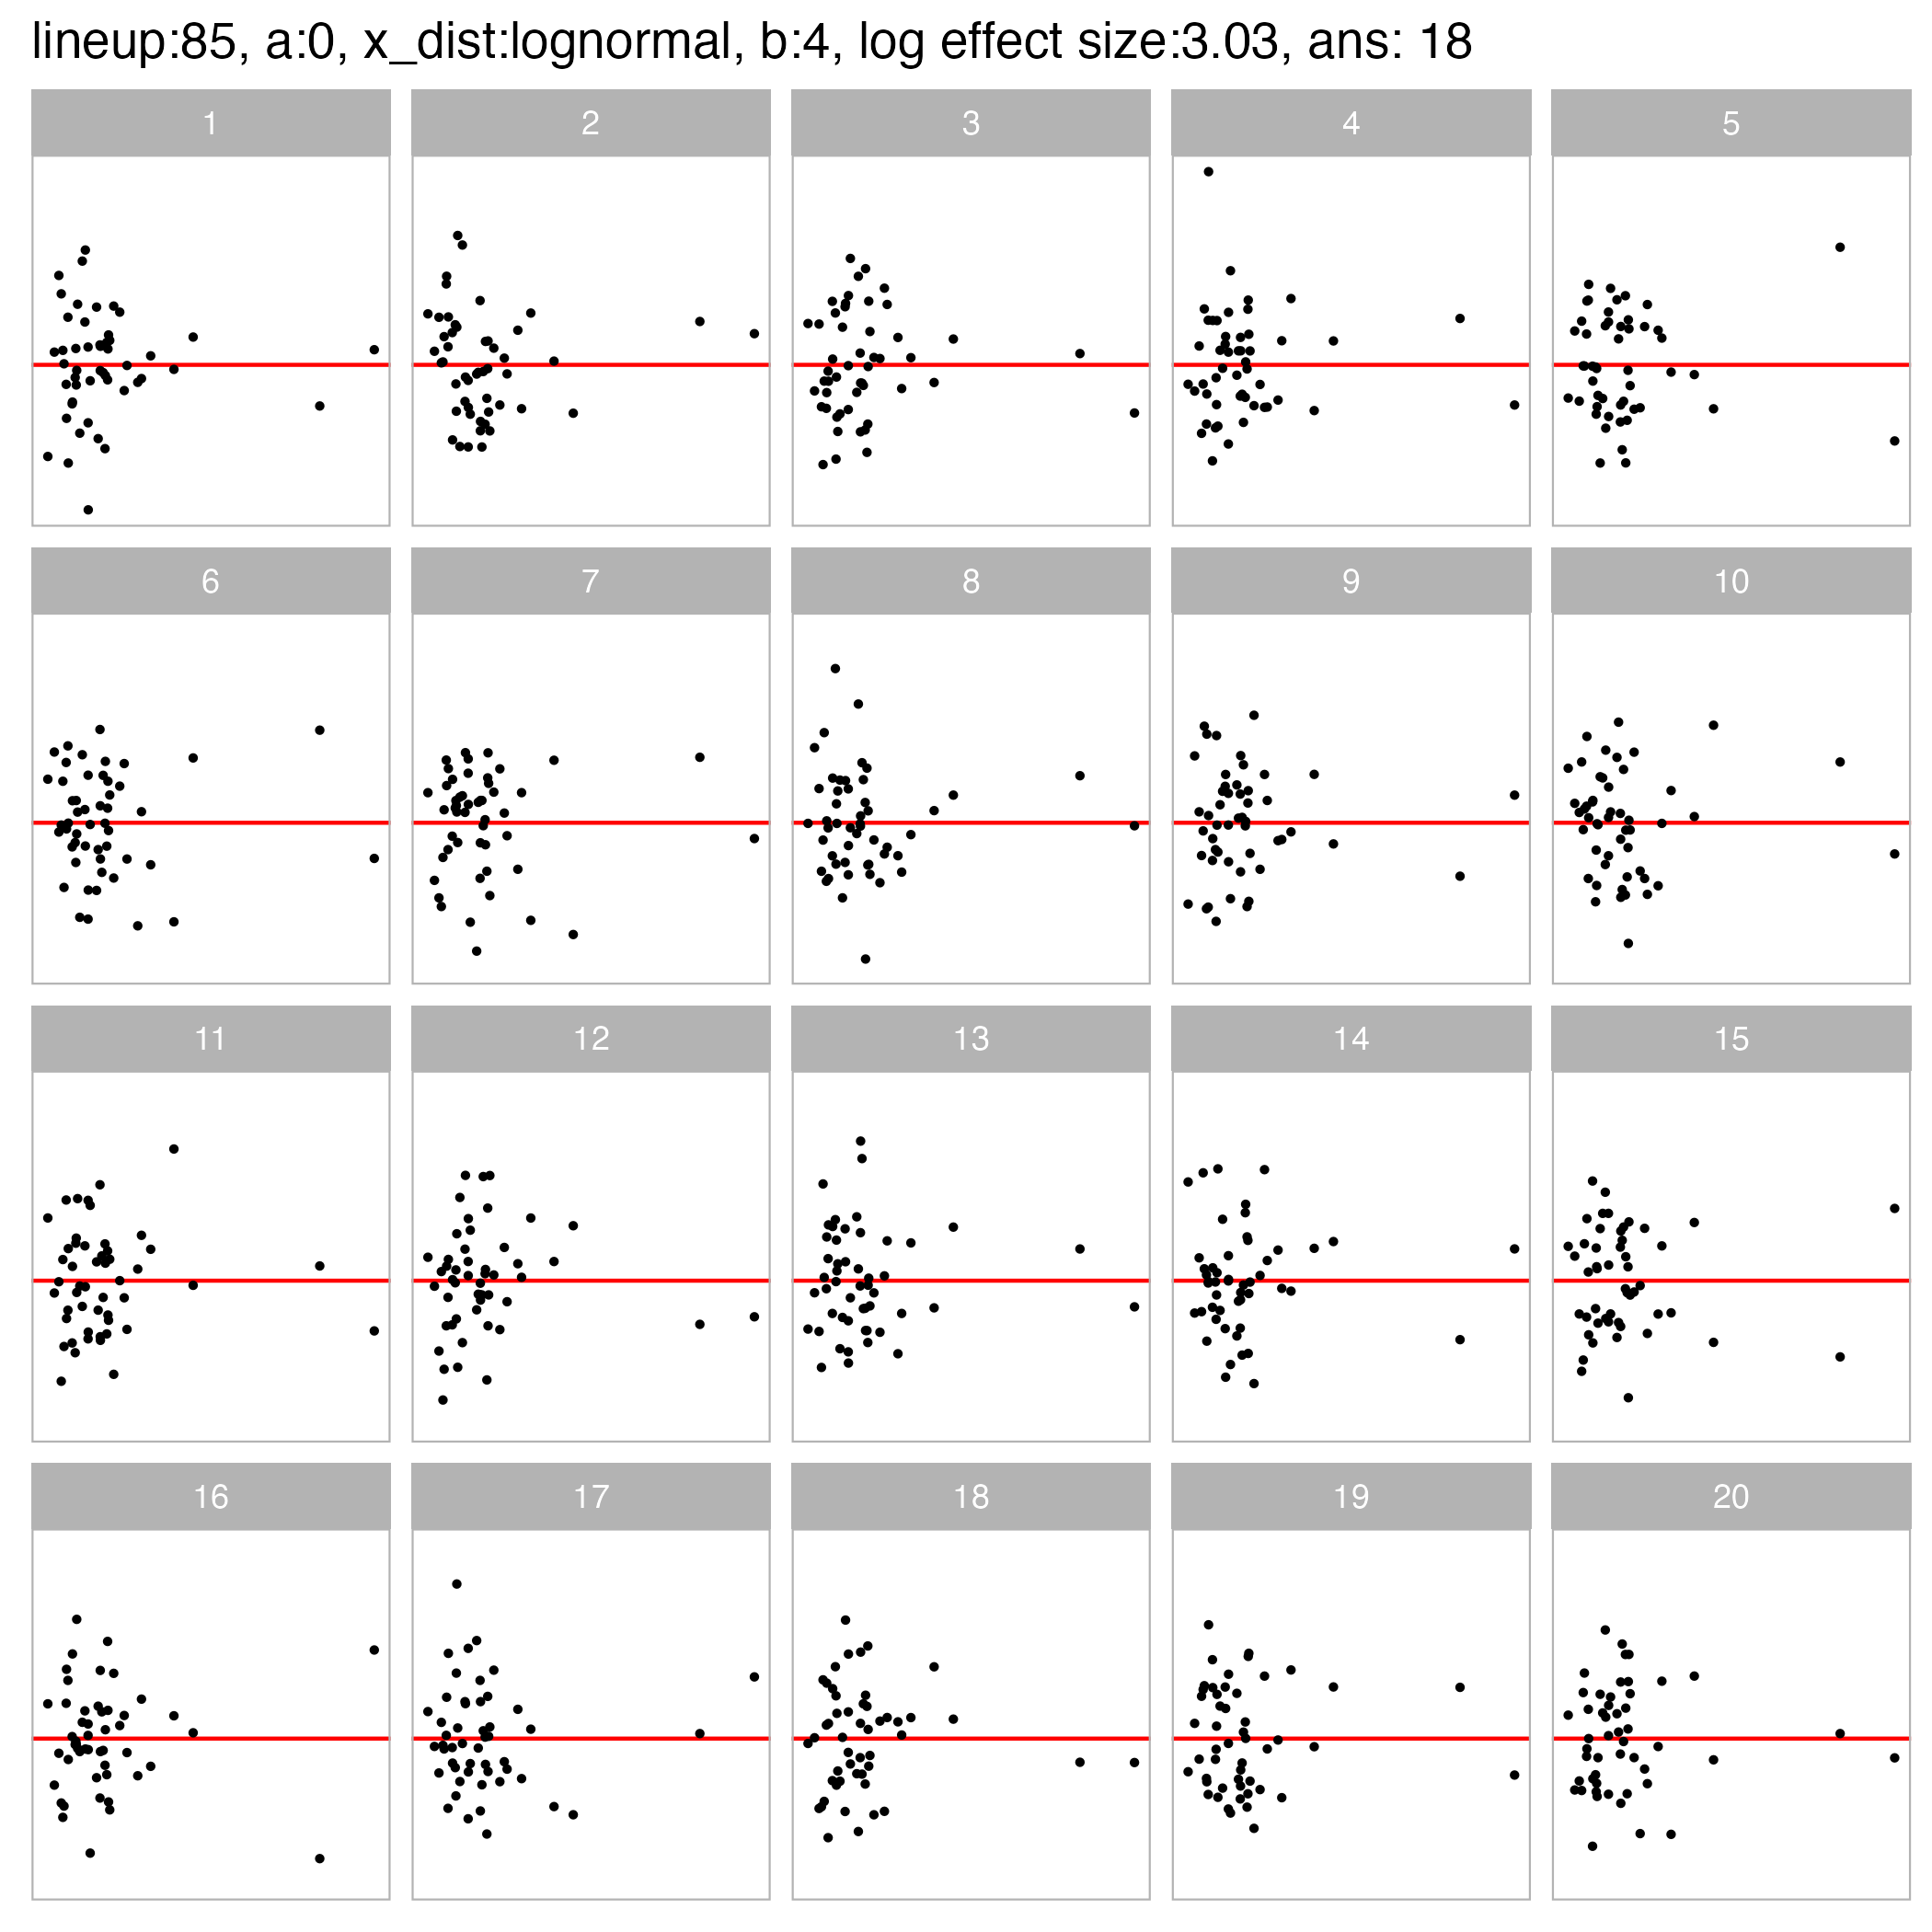 lineup:85, a:0, x_dist:lognormal, b:4, log effect size:3.03, ans: 18
1 2 3 4 5
6 7 8 9 10
11 12 13 14 15
16 17 18 19 20